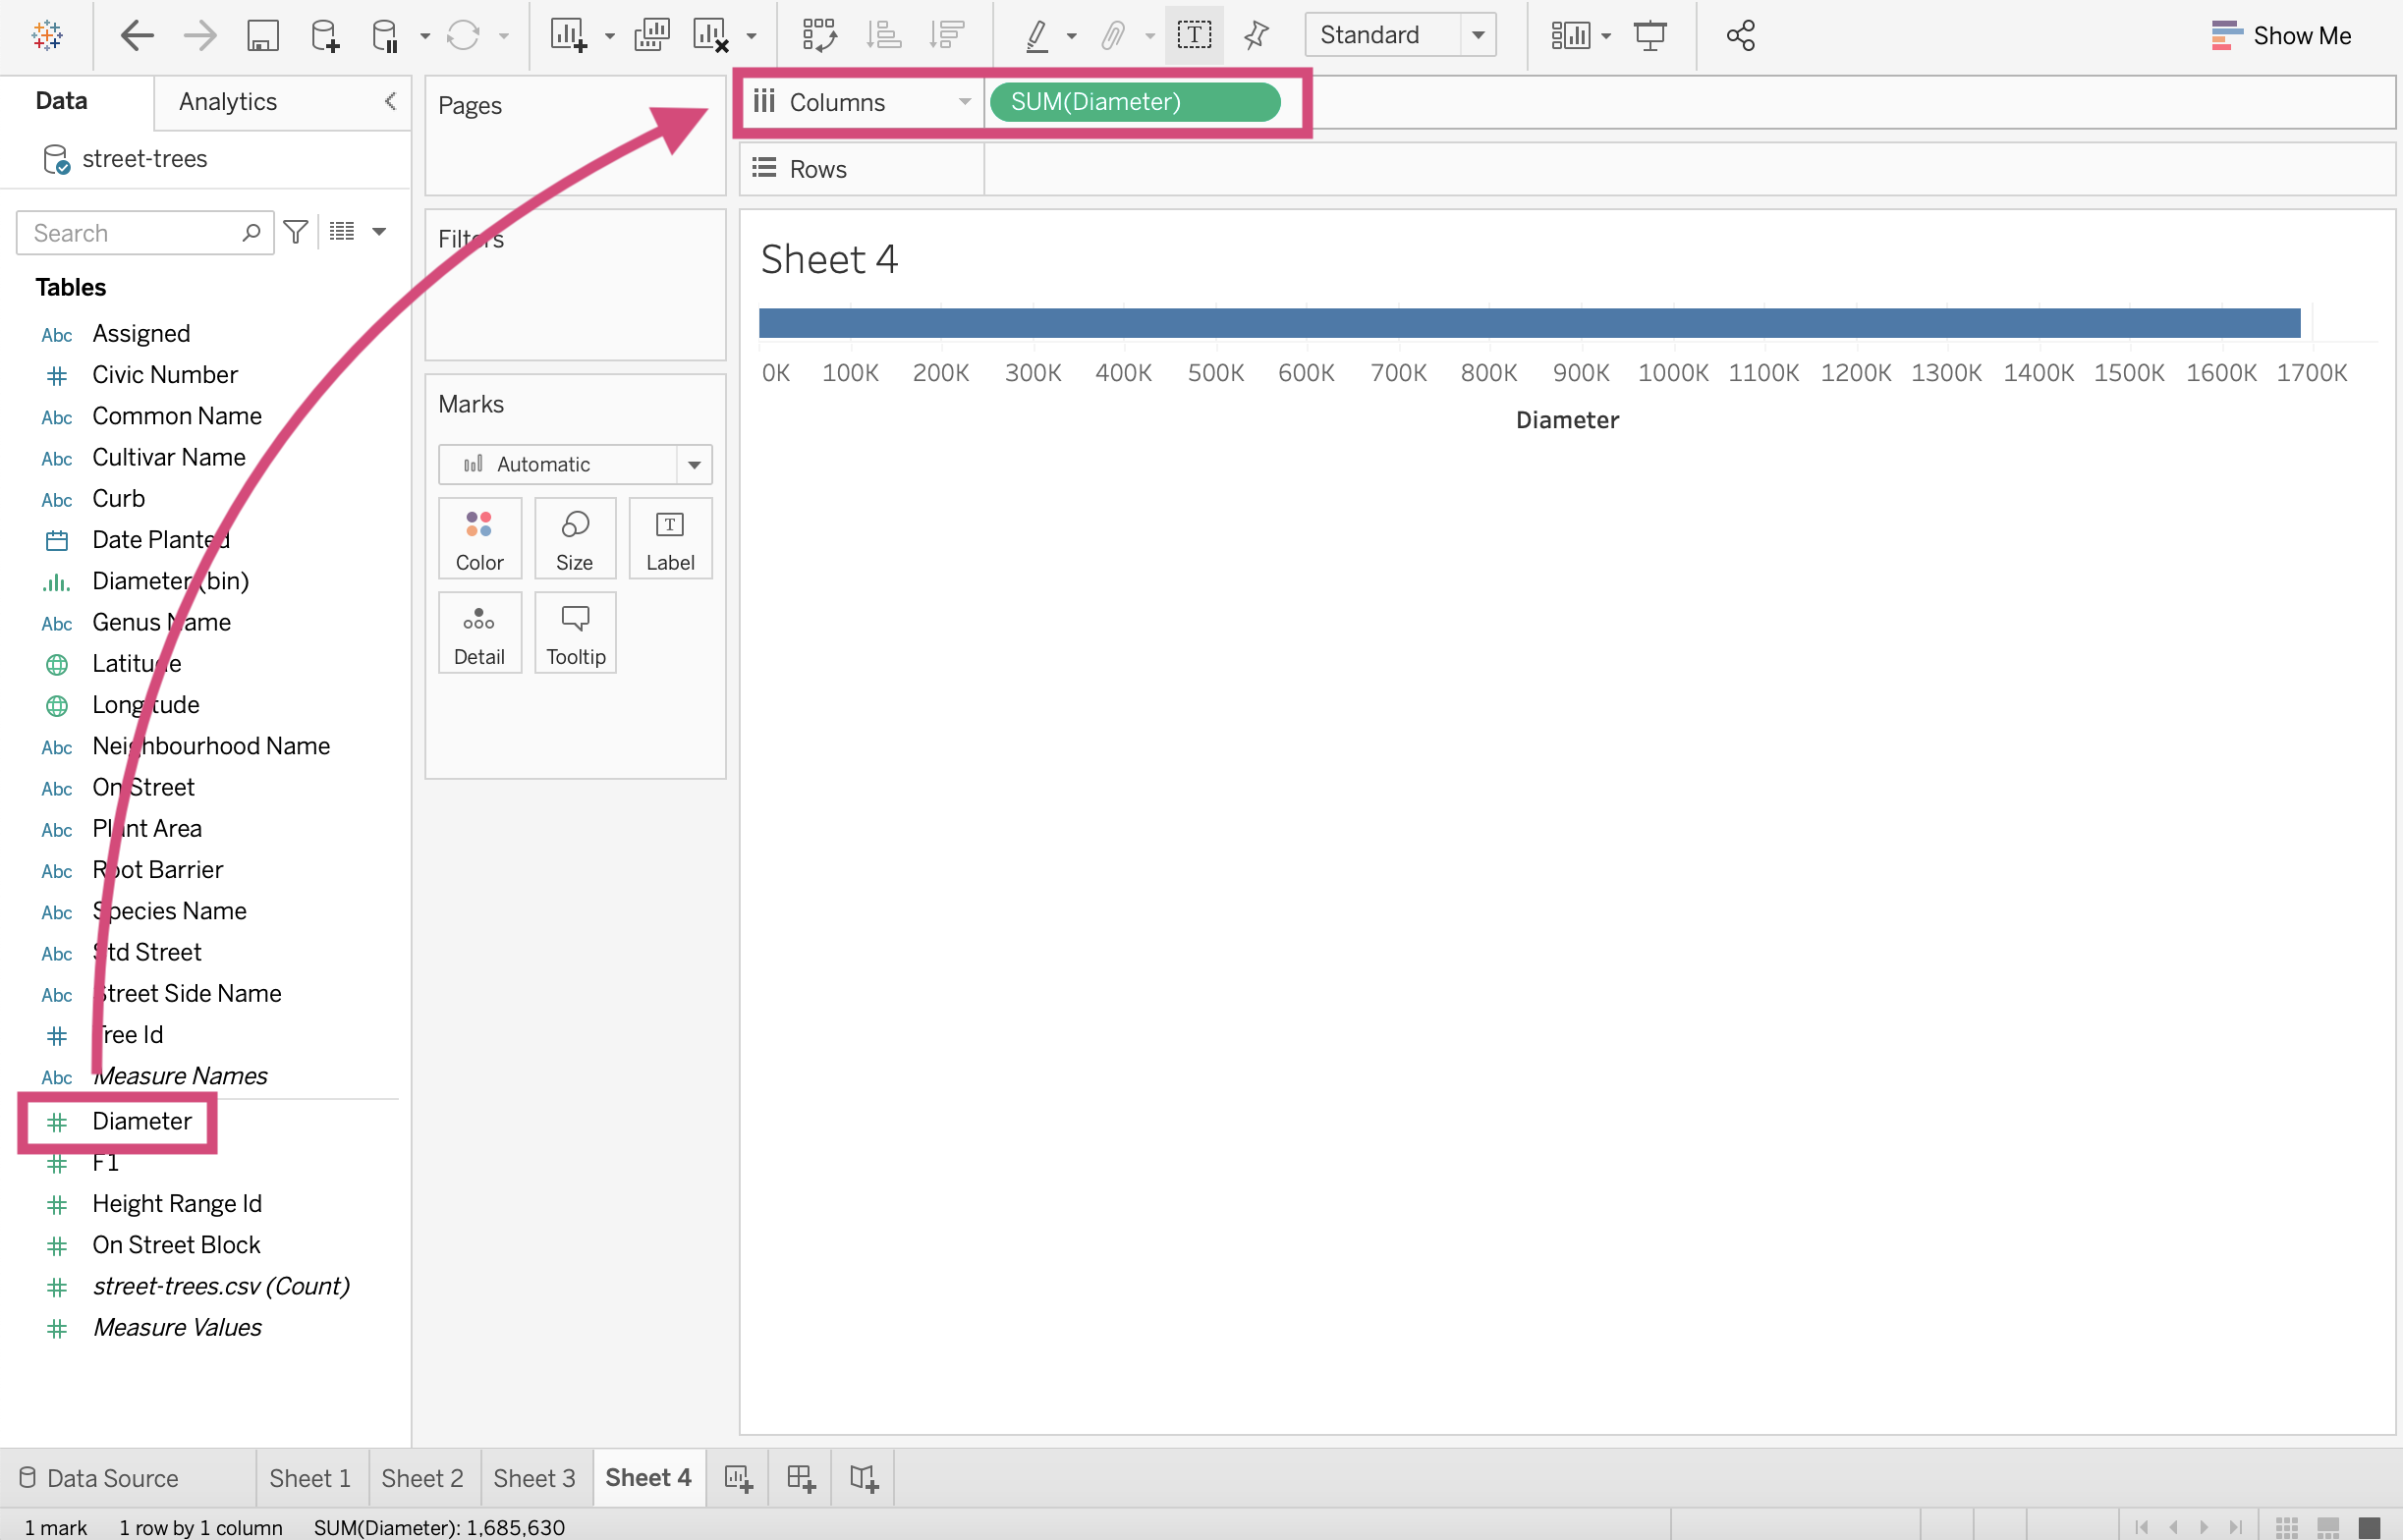 Standard
Show Me
Data
Analytics
street-trees
Search
Tables
Abc Assigned
Civic Number
Abc Common Name
Abc Cultivar Name
Abc Curb
Date Planted
Diameter (bin)
Abc Genus Name
Latitude
Longitude
Abc Neighbourhood Name
Abc On Street
Abc Plant Area
Abc Root Barrier
Abc Species Name
Abc Std Street
Abc Street Side Name
Tree Id
Abc Measure Names
Diameter
F1
Height Range Id
On Street Block
street-trees.csv (Count)
Measure Values
Pages
Filters
Marks
Automatic
Color Size Label
Detail Tooltip
Columns SUM(Diameter)
Rows
Sheet 4
0K 100K 200K 300K 400K 500K 600K 700K 800K 900K 1000K 1100K 1200K 1300K 1400K 1500K 1600K 1700K
Diameter
Data Source Sheet 1 Sheet 2 Sheet 3 Sheet 4
1 mark 1 row by 1 column SUM(Diameter): 1,685,630